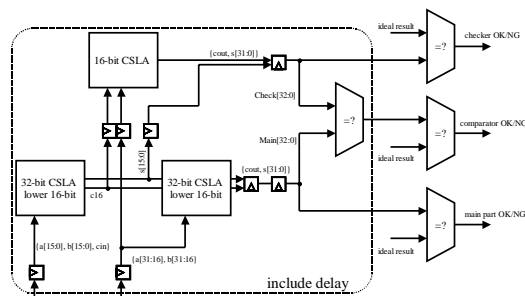 ideal result
=?
checker OK/NG
16-bit CSLA
{cout, s[31:0]}
Check[32:0]
=?
=?
comparator OK/NG
ideal result
s[15:0]
Main[32:0]
32-bit CSLA
lower 16-bit
c16
32-bit CSLA
lower 16-bit
{cout, s[31:0]}
=?
main part OK/NG
ideal result
{a[15:0], b[15:0], cin}
{a[31:16], b[31:16]}
include delay